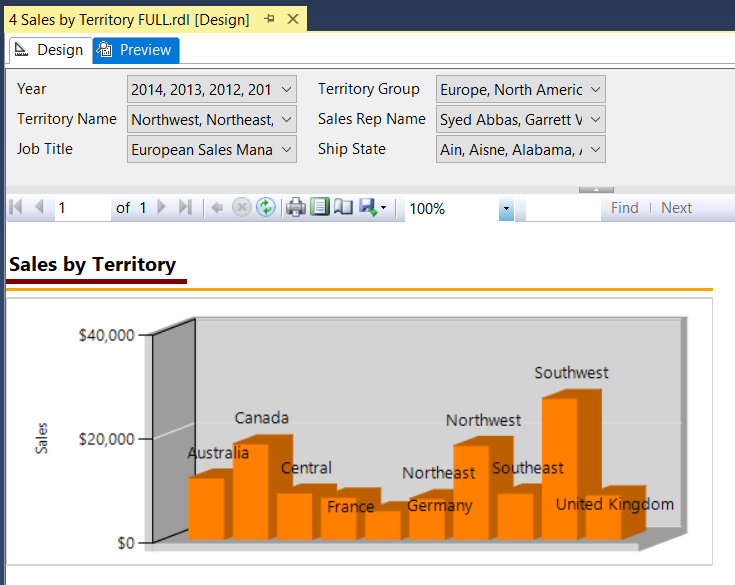 4 Sales by Territory FULL.rdl [Design]
Design Preview
Year 2014, 2013, 2012, 201 Territory Group Europe, North Americ
Territory Name Northwest, Northeast, Sales Rep Name Syed Abbas, Garrett V
Job Title European Sales Mana Ship State Ain, Aisne, Alabama, A
1 of 1 100% Find Next
Sales by Territory
$40,000
Southwest
Canada Northwest
$20,000
Sales
Australia
Central Northeast Southeast
France Germany United Kingdom
$0